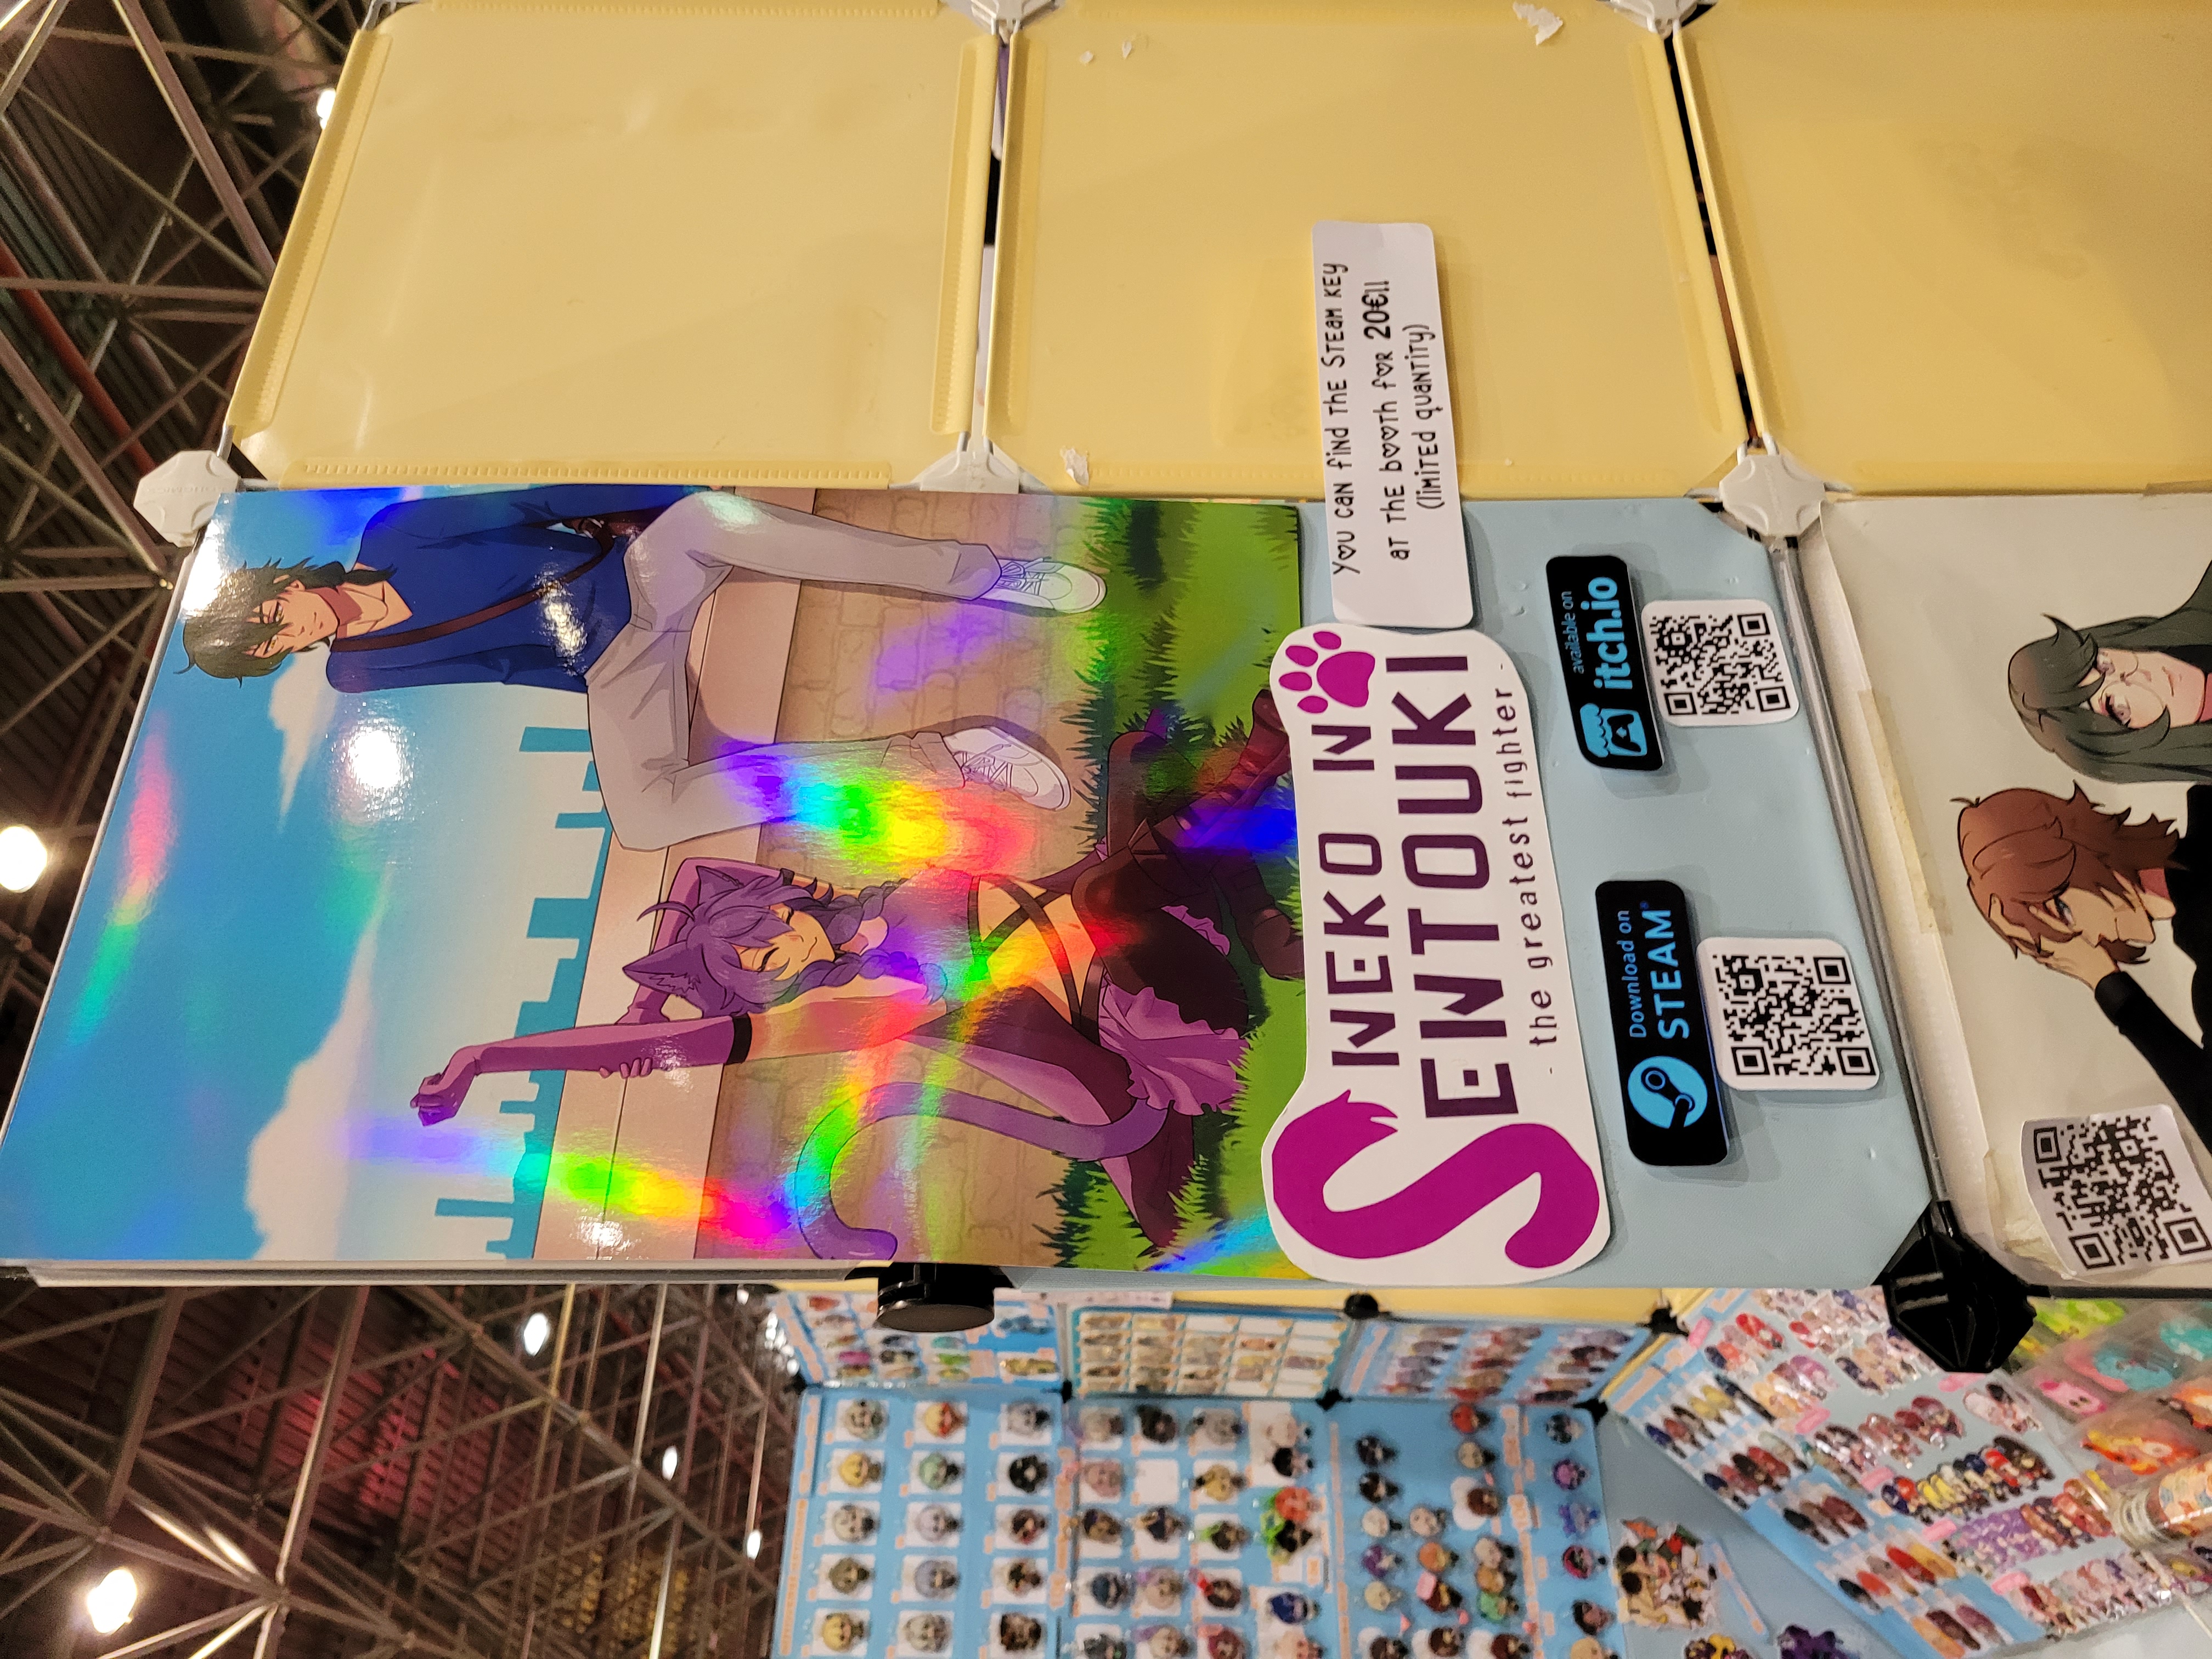 You can find the Steam key
at the booth for 20€!!
(limited quantity)
NEKO NO
SENTOUKI
- the greatest fighter -
available on
itch.io
Download on
STEAM®